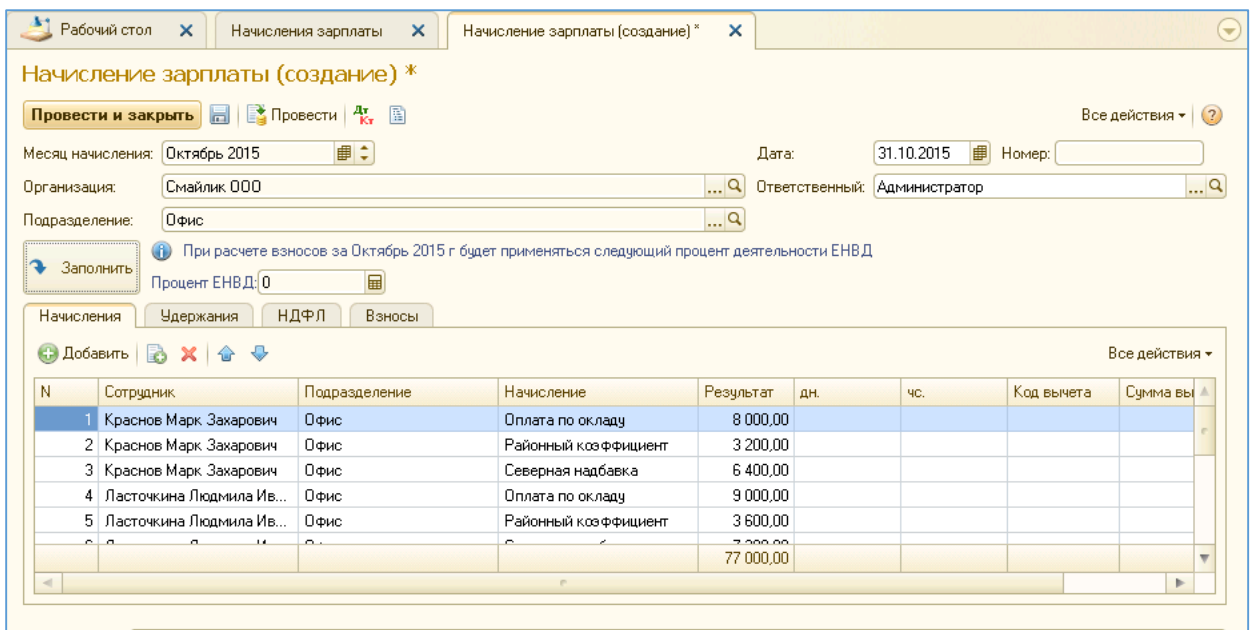 Рабочий стол Начисления зарплаты Начисление зарплаты (создание) *
Начисление зарплаты (создание) *
Провести и закрыть Провести Дт Кт Все действия
Месяц начисления: Октябрь 2015 Дата: 31.10.2015 Номер:
Организация: Смайлик ООО Ответственный: Администратор
Подразделение: Офис
При расчете взносов за Октябрь 2015 г будет применяться следующий процент деятельности ЕНВД
Заполнить
Процент ЕНВД: 0
Начисления Удержания НДФЛ Взносы
Добавить Все действия
N Сотрудник Подразделение Начисление Результат дн. чс. Код вычета Сумма вы
1 Краснов Марк Захарович Офис Оплата по окладу 8 000,00
2 Краснов Марк Захарович Офис Районный коэффициент 3 200,00
3 Краснов Марк Захарович Офис Северная надбавка 6 400,00
4 Ласточкина Людмила Ив... Офис Оплата по окладу 9 000,00
5 Ласточкина Людмила Ив... Офис Районный коэффициент 3 600,00
77 000,00